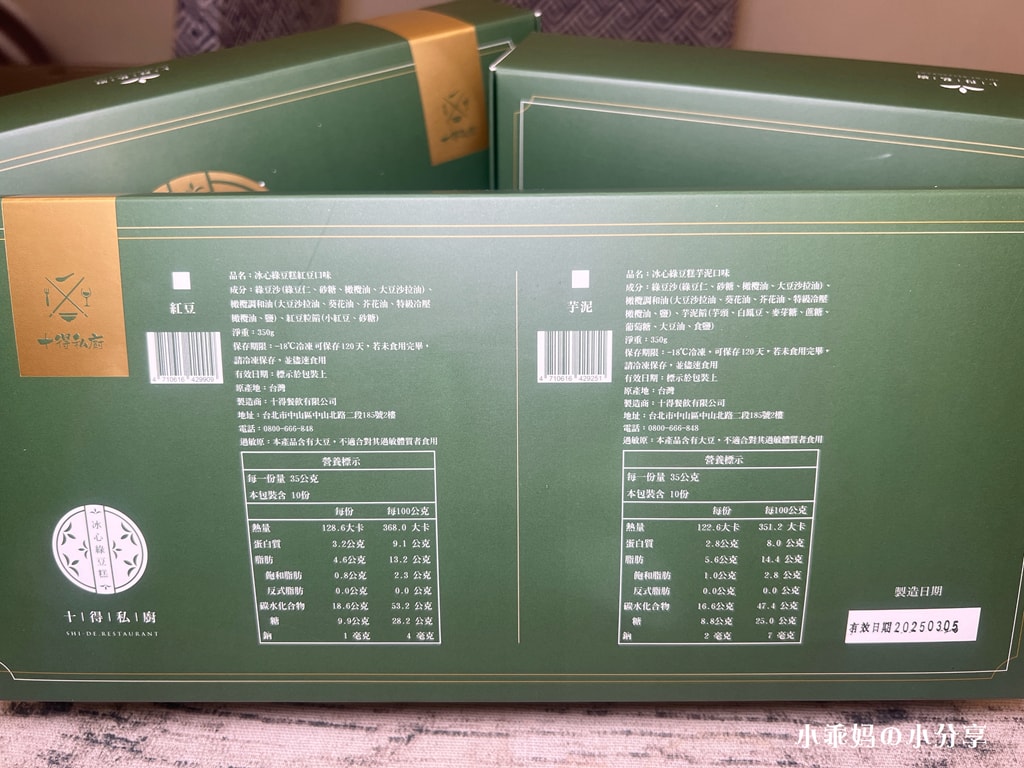 十得私廚
十得私廚
紅豆
4 710616 429909
品名：冰心綠豆糕紅豆口味
成分：綠豆沙(綠豆仁、砂糖、橄欖油、大豆沙拉油)、
橄欖調和油(大豆沙拉油、葵花油、芥花油、特級冷壓
橄欖油、鹽)、紅豆粒餡(小紅豆、砂糖)
淨重：350g
保存期限：-18℃冷凍可保存120天，若未食用完畢，
請冷凍保存，並儘速食用
有效日期：標示於包裝上
原產地：台灣
製造商：十得餐飲有限公司
地址：台北市中山區中山北路二段185號2樓
電話：0800-666-848
過敏原：本產品含有大豆，不適合對其過敏體質者食用
營養標示
每一份量 35公克
本包裝含 10份
每份 每100公克
熱量 128.6大卡 368.0 大卡
蛋白質 3.2公克 9.1 公克
脂肪 4.6公克 13.2 公克
飽和脂肪 0.8公克 2.3 公克
反式脂肪 0.0公克 0.0 公克
碳水化合物 18.6公克 53.2 公克
糖 9.9公克 28.2 公克
鈉 1 毫克 4 毫克
芋泥
4 710616 429251
品名：冰心綠豆糕芋泥口味
成分：綠豆沙(綠豆仁、砂糖、橄欖油、大豆沙拉油)、
橄欖調和油(大豆沙拉油、葵花油、芥花油、特級冷壓
橄欖油、鹽)、芋泥餡(芋頭、白鳳豆、麥芽糖、蔗糖、
葡萄糖、大豆油、食鹽)
淨重：350g
保存期限：-18℃冷凍，可保存120天，若未食用完畢，
請冷凍保存，並儘速食用
有效日期：標示於包裝上
原產地：台灣
製造商：十得餐飲有限公司
地址：台北市中山區中山北路二段185號2樓
電話：0800-666-848
過敏原：本產品含有大豆，不適合對其過敏體質者食用
營養標示
每一份量 35公克
本包裝含 10份
每份 每100公克
熱量 122.6大卡 351.2 大卡
蛋白質 2.8公克 8.0 公克
脂肪 5.6公克 14.4 公克
飽和脂肪 1.0公克 2.8 公克
反式脂肪 0.0公克 0.0 公克
碳水化合物 16.6公克 47.4 公克
糖 8.8公克 25.0 公克
鈉 2 毫克 7 毫克
冰心綠豆糕
十得私廚
SHI DE RESTAURANT
製造日期
有效日期20250305
小乖妈の小分享